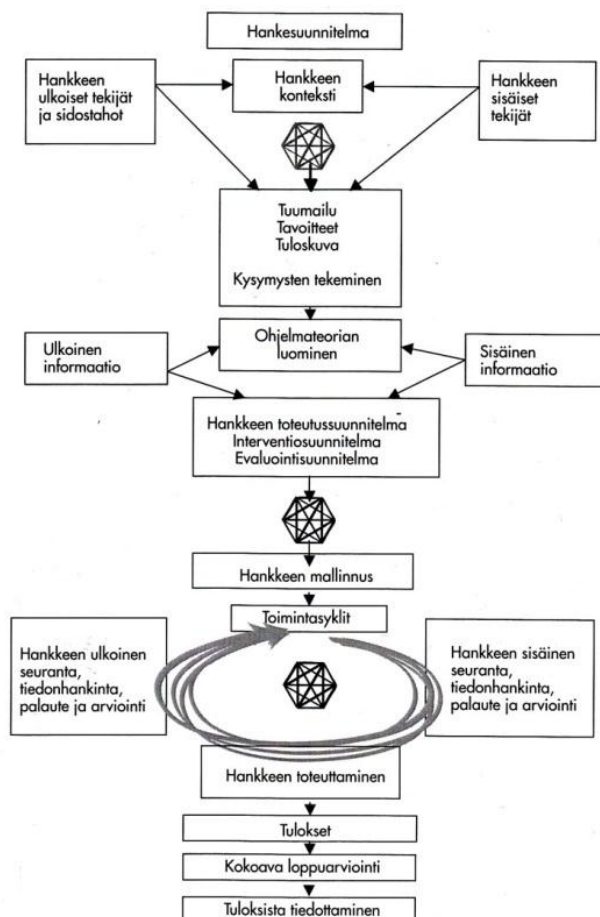 Hankesuunnitelma
Hankkeen
ulkoiset tekijät
ja sidostahot
Hankkeen
konteksti
Hankkeen
sisäiset
tekijät
Tuumailu
Tavoitteet
Tuloskuva
Kysymysten tekeminen
Ulkoinen
informaatio
Ohjelmateorian
luominen
Sisäinen
informaatio
Hankkeen toteutussuunnitelma
Interventiosuunnitelma
Evaluointisuunnitelma
Hankkeen mallinnus
Toimintasyklit
Hankkeen ulkoinen
seuranta,
tiedonhankinta,
palaute ja arviointi
Hankkeen sisäinen
seuranta,
tiedonhankinta,
palaute ja arviointi
Hankkeen toteuttaminen
Tulokset
Kokoava loppuarviointi
Tuloksista tiedottaminen